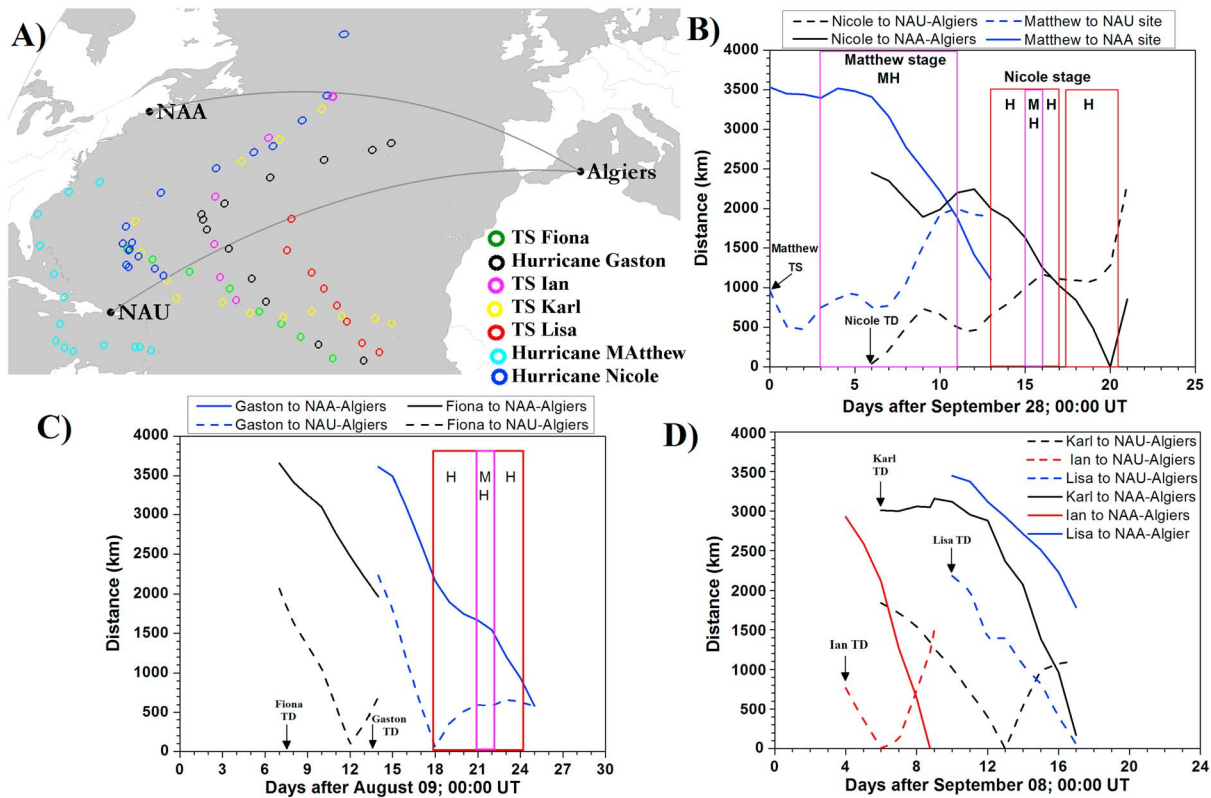 A)
NAA
NAU
Algiers
TS Fiona
Hurricane Gaston
TS Ian
TS Karl
TS Lisa
Hurricane MAtthew
Hurricane Nicole
B)
Nicole to NAU-Algiers
Matthew to NAU site
Nicole to NAA-Algiers
Matthew to NAA site
Distance (km)
4000
3500
3000
2500
2000
1500
1000
500
0
Matthew stage
MH
Nicole stage
H
M
H
H
H
Matthew
TS
Nicole TD
0 5 10 15 20 25
Days after September 28; 00:00 UT
C)
Gaston to NAA-Algiers
Fiona to NAA-Algiers
Gaston to NAU-Algiers
Fiona to NAU-Algiers
Distance (km)
4000
3500
3000
2500
2000
1500
1000
500
0
H
M
H
H
Fiona
TD
Gaston
TD
0 3 6 9 12 15 18 21 24 27 30
Days after August 09; 00:00 UT
D)
Karl to NAU-Algiers
Ian to NAU-Algiers
Lisa to NAU-Algiers
Karl to NAA-Algiers
Ian to NAA-Algiers
Lisa to NAA-Algier
Distance (km)
4000
3500
3000
2500
2000
1500
1000
500
0
Karl
TD
Lisa TD
Ian TD
0 4 8 12 16 20 24
Days after September 08; 00:00 UT